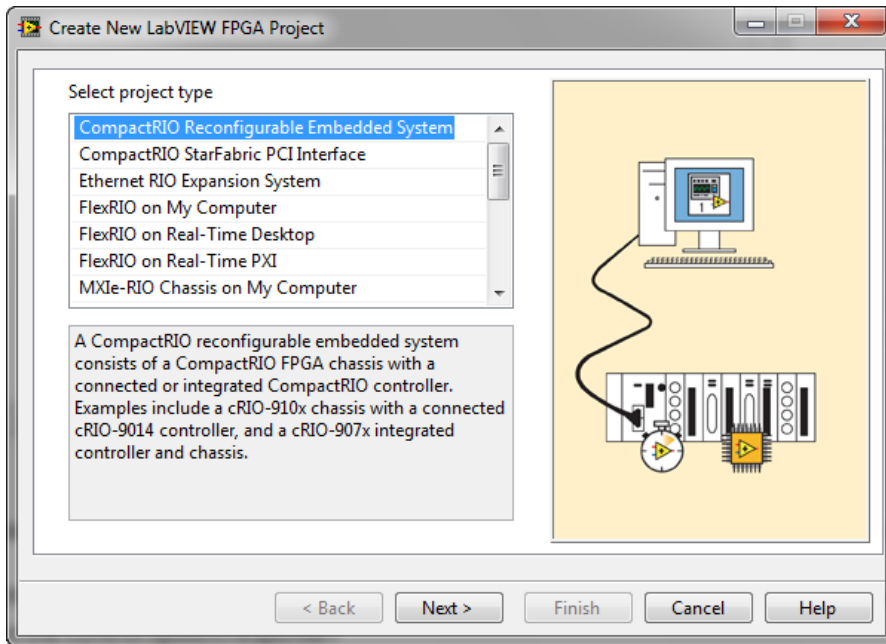 Create New LabVIEW FPGA Project
Select project type
CompactRIO Reconfigurable Embedded System
CompactRIO StarFabric PCI Interface
Ethernet RIO Expansion System
FlexRIO on My Computer
FlexRIO on Real-Time Desktop
FlexRIO on Real-Time PXI
MXIe-RIO Chassis on My Computer
A CompactRIO reconfigurable embedded system
consists of a CompactRIO FPGA chassis with a
connected or integrated CompactRIO controller.
Examples include a cRIO-910x chassis with a connected
cRIO-9014 controller, and a cRIO-907x integrated
controller and chassis.
1
< Back Next > Finish Cancel Help